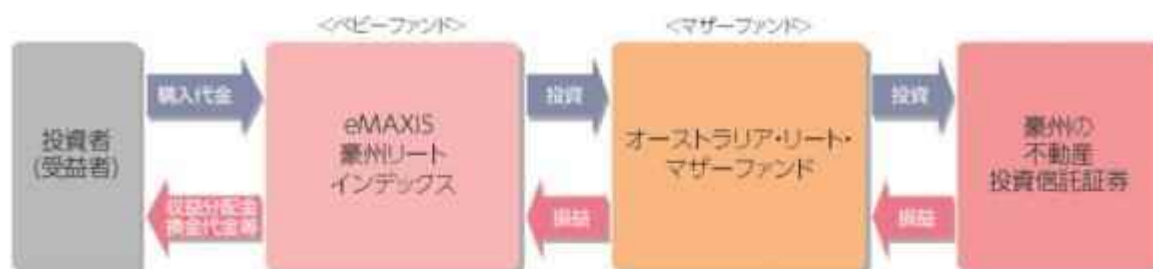 <ベビーファンド>
<マザーファンド>
投資者
(受益者)
購入代金
収益分配金
換金代金等
eMAXIS
豪州リート
インデックス
投資
損益
オーストラリア・リート・
マザーファンド
投資
損益
豪州の
不動産
投資信託証券